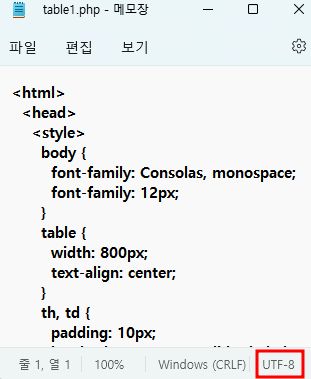 table1.php - 메모장
파일 편집 보기
<html>
<head>
<style>
body {
font-family: Consolas, monospace;
font-family: 12px;
}
table {
width: 800px;
text-align: center;
}
th, td {
padding: 10px;
줄 1, 열 1 100% Windows (CRLF) UTF-8